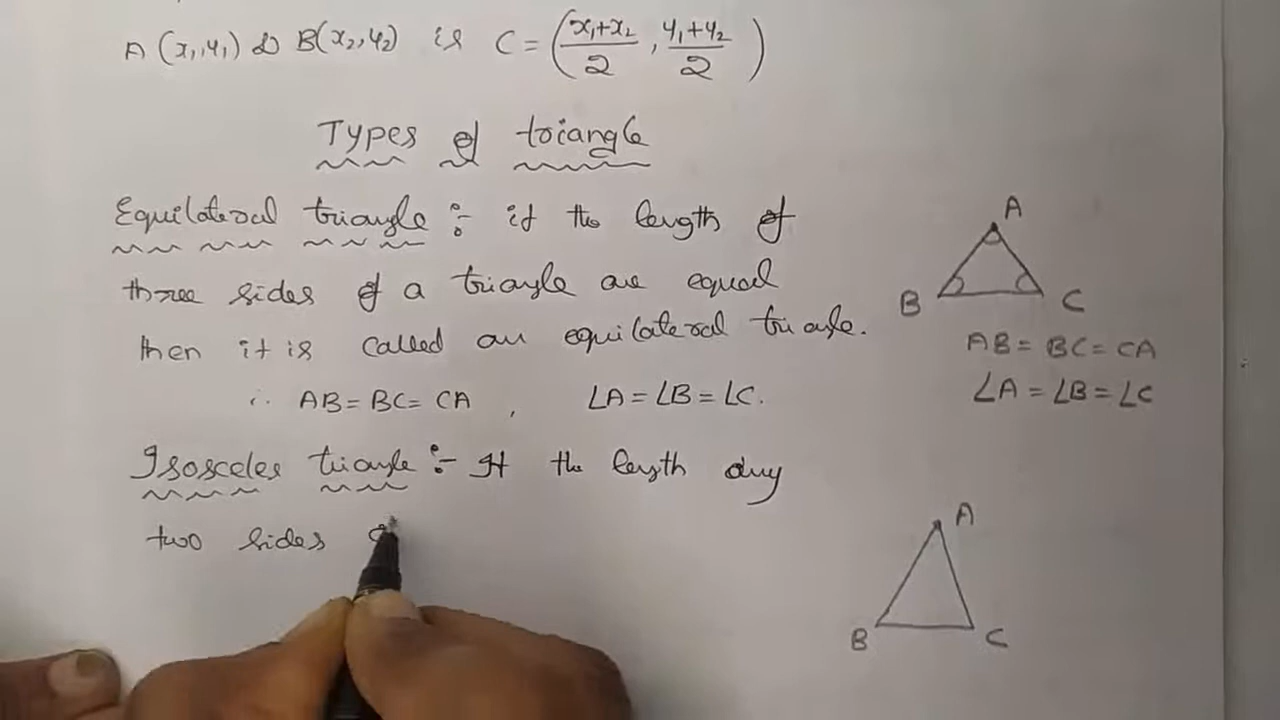 A (x₁,y₁) & B(x₂,y₂) is C = ((x₁+x₂)/2 , (y₁+y₂)/2)
Types of triangle
Equilateral triangle :- if the length of
three sides of a triangle are equal
then it is called an equilateral triangle.
∴ AB = BC = CA , ∠A = ∠B = ∠C.
A
B C
AB = BC = CA
∠A = ∠B = ∠C
Isosceles triangle :- If the length any
two sides
A
B C